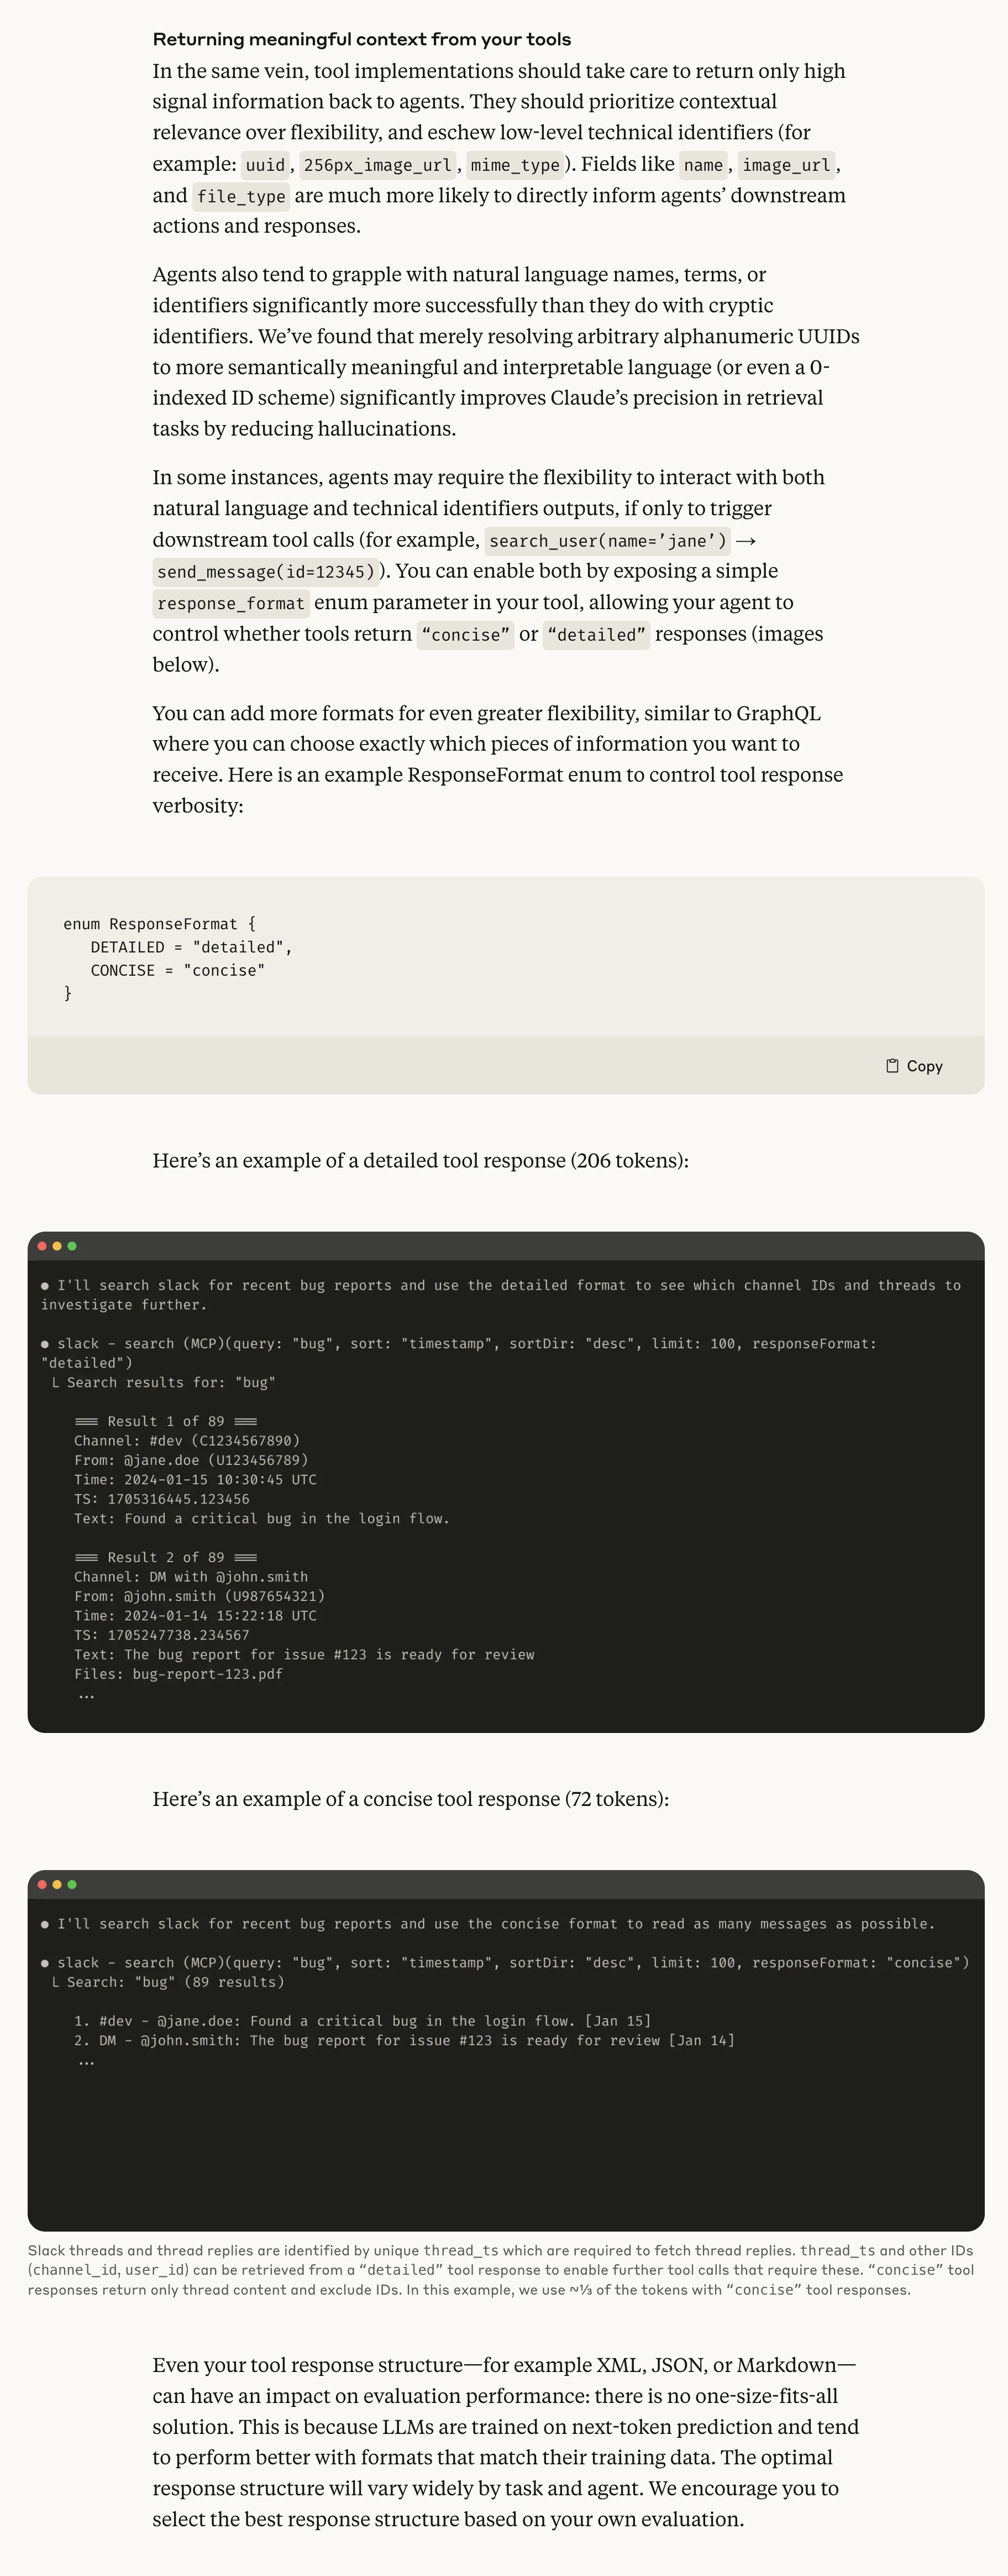 Returning meaningful context from your tools
In the same vein, tool implementations should take care to return only high
signal information back to agents. They should prioritize contextual
relevance over flexibility, and eschew low-level technical identifiers (for
example: uuid, 256px_image_url, mime_type). Fields like name, image_url,
and file_type are much more likely to directly inform agents’ downstream
actions and responses.
Agents also tend to grapple with natural language names, terms, or
identifiers significantly more successfully than they do with cryptic
identifiers. We’ve found that merely resolving arbitrary alphanumeric UUIDs
to more semantically meaningful and interpretable language (or even a 0-
indexed ID scheme) significantly improves Claude’s precision in retrieval
tasks by reducing hallucinations.
In some instances, agents may require the flexibility to interact with both
natural language and technical identifiers outputs, if only to trigger
downstream tool calls (for example, search_user(name=’jane’) →
send_message(id=12345)). You can enable both by exposing a simple
response_format enum parameter in your tool, allowing your agent to
control whether tools return “concise” or “detailed” responses (images
below).
You can add more formats for even greater flexibility, similar to GraphQL
where you can choose exactly which pieces of information you want to
receive. Here is an example ResponseFormat enum to control tool response
verbosity:
enum ResponseFormat {
   DETAILED = "detailed",
   CONCISE = "concise"
}
Copy
Here’s an example of a detailed tool response (206 tokens):
● I'll search slack for recent bug reports and use the detailed format to see which channel IDs and threads to
investigate further.
● slack - search (MCP)(query: "bug", sort: "timestamp", sortDir: "desc", limit: 100, responseFormat:
"detailed")
└ Search results for: "bug"
=== Result 1 of 89 ===
Channel: #dev (C1234567890)
From: @jane.doe (U123456789)
Time: 2024-01-15 10:30:45 UTC
TS: 1705316445.123456
Text: Found a critical bug in the login flow.
=== Result 2 of 89 ===
Channel: DM with @john.smith
From: @john.smith (U987654321)
Time: 2024-01-14 15:22:18 UTC
TS: 1705247738.234567
Text: The bug report for issue #123 is ready for review
Files: bug-report-123.pdf
...
Here’s an example of a concise tool response (72 tokens):
● I'll search slack for recent bug reports and use the concise format to read as many messages as possible.
● slack - search (MCP)(query: "bug", sort: "timestamp", sortDir: "desc", limit: 100, responseFormat: "concise")
└ Search: "bug" (89 results)
1. #dev - @jane.doe: Found a critical bug in the login flow. [Jan 15]
2. DM - @john.smith: The bug report for issue #123 is ready for review [Jan 14]
...
Slack threads and thread replies are identified by unique thread_ts which are required to fetch thread replies. thread_ts and other IDs
(channel_id, user_id) can be retrieved from a “detailed” tool response to enable further tool calls that require these. “concise” tool
responses return only thread content and exclude IDs. In this example, we use ~⅓ of the tokens with “concise” tool responses.
Even your tool response structure—for example XML, JSON, or Markdown—
can have an impact on evaluation performance: there is no one-size-fits-all
solution. This is because LLMs are trained on next-token prediction and tend
to perform better with formats that match their training data. The optimal
response structure will vary widely by task and agent. We encourage you to
select the best response structure based on your own evaluation.